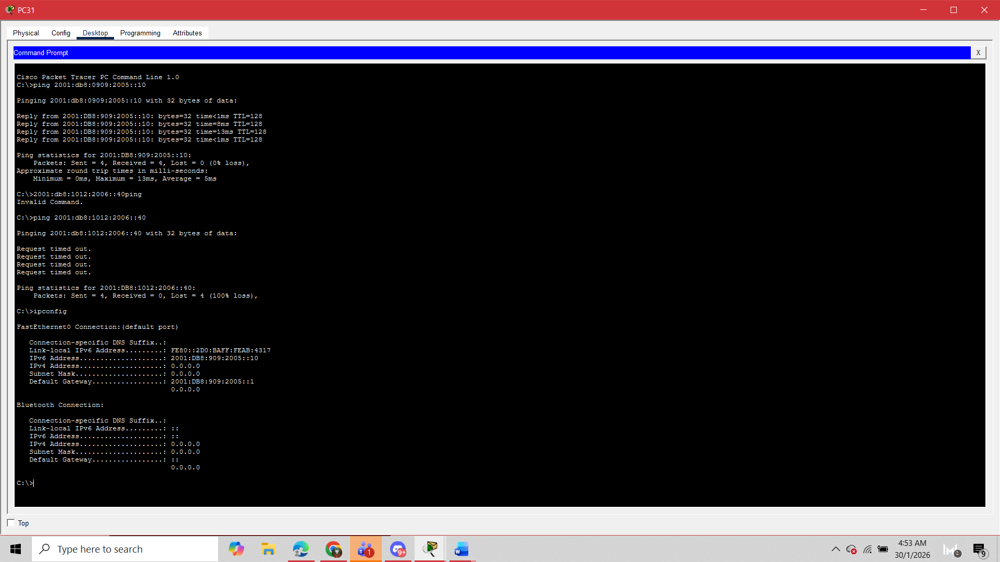 PC31
Physical Config Desktop Programming Attributes
Command Prompt X
Cisco Packet Tracer PC Command Line 1.0
C:\>ping 2001:db8:0909:2005::10
Pinging 2001:db8:0909:2005::10 with 32 bytes of data:
Reply from 2001:DB8:909:2005::10: bytes=32 time<1ms TTL=128
Reply from 2001:DB8:909:2005::10: bytes=32 time=8ms TTL=128
Reply from 2001:DB8:909:2005::10: bytes=32 time=13ms TTL=128
Reply from 2001:DB8:909:2005::10: bytes=32 time<1ms TTL=128
Ping statistics for 2001:DB8:909:2005::10:
Packets: Sent = 4, Received = 4, Lost = 0 (0% loss),
Approximate round trip times in milli-seconds:
Minimum = 0ms, Maximum = 13ms, Average = 5ms
C:\>2001:db8:1012:2006::40ping
Invalid Command.
C:\>ping 2001:db8:1012:2006::40
Pinging 2001:db8:1012:2006::40 with 32 bytes of data:
Request timed out.
Request timed out.
Request timed out.
Request timed out.
Ping statistics for 2001:DB8:1012:2006::40:
Packets: Sent = 4, Received = 0, Lost = 4 (100% loss),
C:\>ipconfig
FastEthernet0 Connection:(default port)
Connection-specific DNS Suffix..:
Link-local IPv6 Address.........: FE80::2D0:BAFF:FEAB:4317
IPv6 Address....................: 2001:DB8:909:2005::10
IPv4 Address....................: 0.0.0.0
Subnet Mask.....................: 0.0.0.0
Default Gateway.................: 2001:DB8:909:2005::1
0.0.0.0
Bluetooth Connection:
Connection-specific DNS Suffix..:
Link-local IPv6 Address.........: ::
IPv6 Address....................: ::
IPv4 Address....................: 0.0.0.0
Subnet Mask.....................: 0.0.0.0
Default Gateway.................: ::
0.0.0.0
C:\>
Top
Type here to search
T 1
9+
W
4:53 AM
30/1/2026
2
9